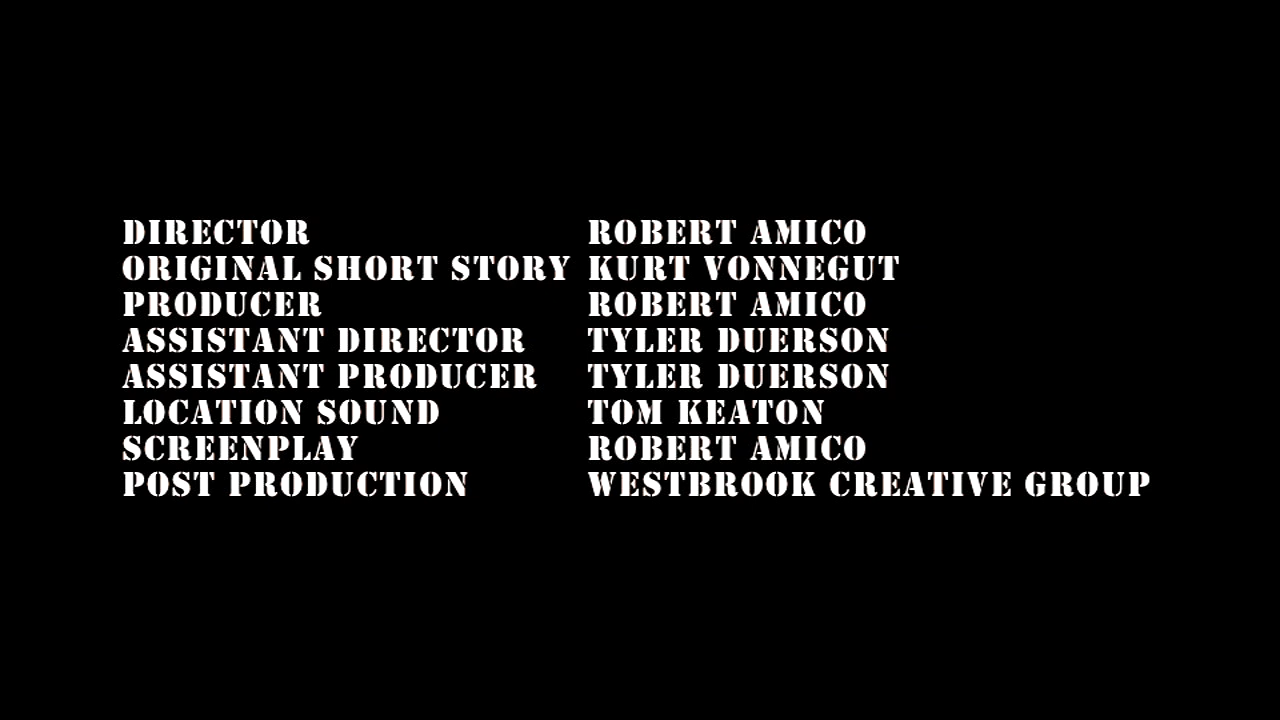 DIRECTOR ROBERT AMICO
ORIGINAL SHORT STORY KURT VONNEGUT
PRODUCER ROBERT AMICO
ASSISTANT DIRECTOR TYLER DUERSON
ASSISTANT PRODUCER TYLER DUERSON
LOCATION SOUND TOM KEATON
SCREENPLAY ROBERT AMICO
POST PRODUCTION WESTBROOK CREATIVE GROUP